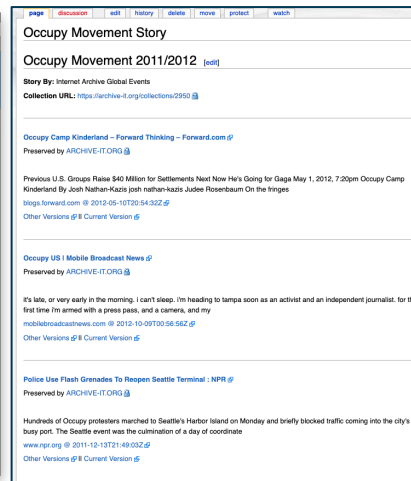 page discussion edit history delete move protect watch
Occupy Movement Story
Occupy Movement 2011/2012 [edit]
Story By: Internet Archive Global Events
Collection URL: https://archive-it.org/collections/2950
Occupy Camp Kinderland – Forward Thinking – Forward.com
Preserved by ARCHIVE-IT.ORG
Previous U.S. Groups Raise $40 Million for Settlements Next Now He's Going for Gaga May 1, 2012, 7:20pm Occupy Camp
Kinderland By Josh Nathan-Kazis josh nathan-kazis Judee Rosenbaum On the fringes
blogs.forward.com @ 2012-05-10T20:54:32Z
Other Versions || Current Version
Occupy US | Mobile Broadcast News
Preserved by ARCHIVE-IT.ORG
it's late, or very early in the morning. i can't sleep. i'm heading to tampa soon as an activist and an independent journalist. for th
first time i'm armed with a press pass, and a camera, and my
mobilebroadcastnews.com @ 2012-10-09T00:56:56Z
Other Versions || Current Version
Police Use Flash Grenades To Reopen Seattle Terminal : NPR
Preserved by ARCHIVE-IT.ORG
Hundreds of Occupy protesters marched to Seattle's Harbor Island on Monday and briefly blocked traffic coming into the city's
busy port. The Seattle event was the culmination of a day of coordinate
www.npr.org @ 2011-12-13T21:49:03Z
Other Versions || Current Version